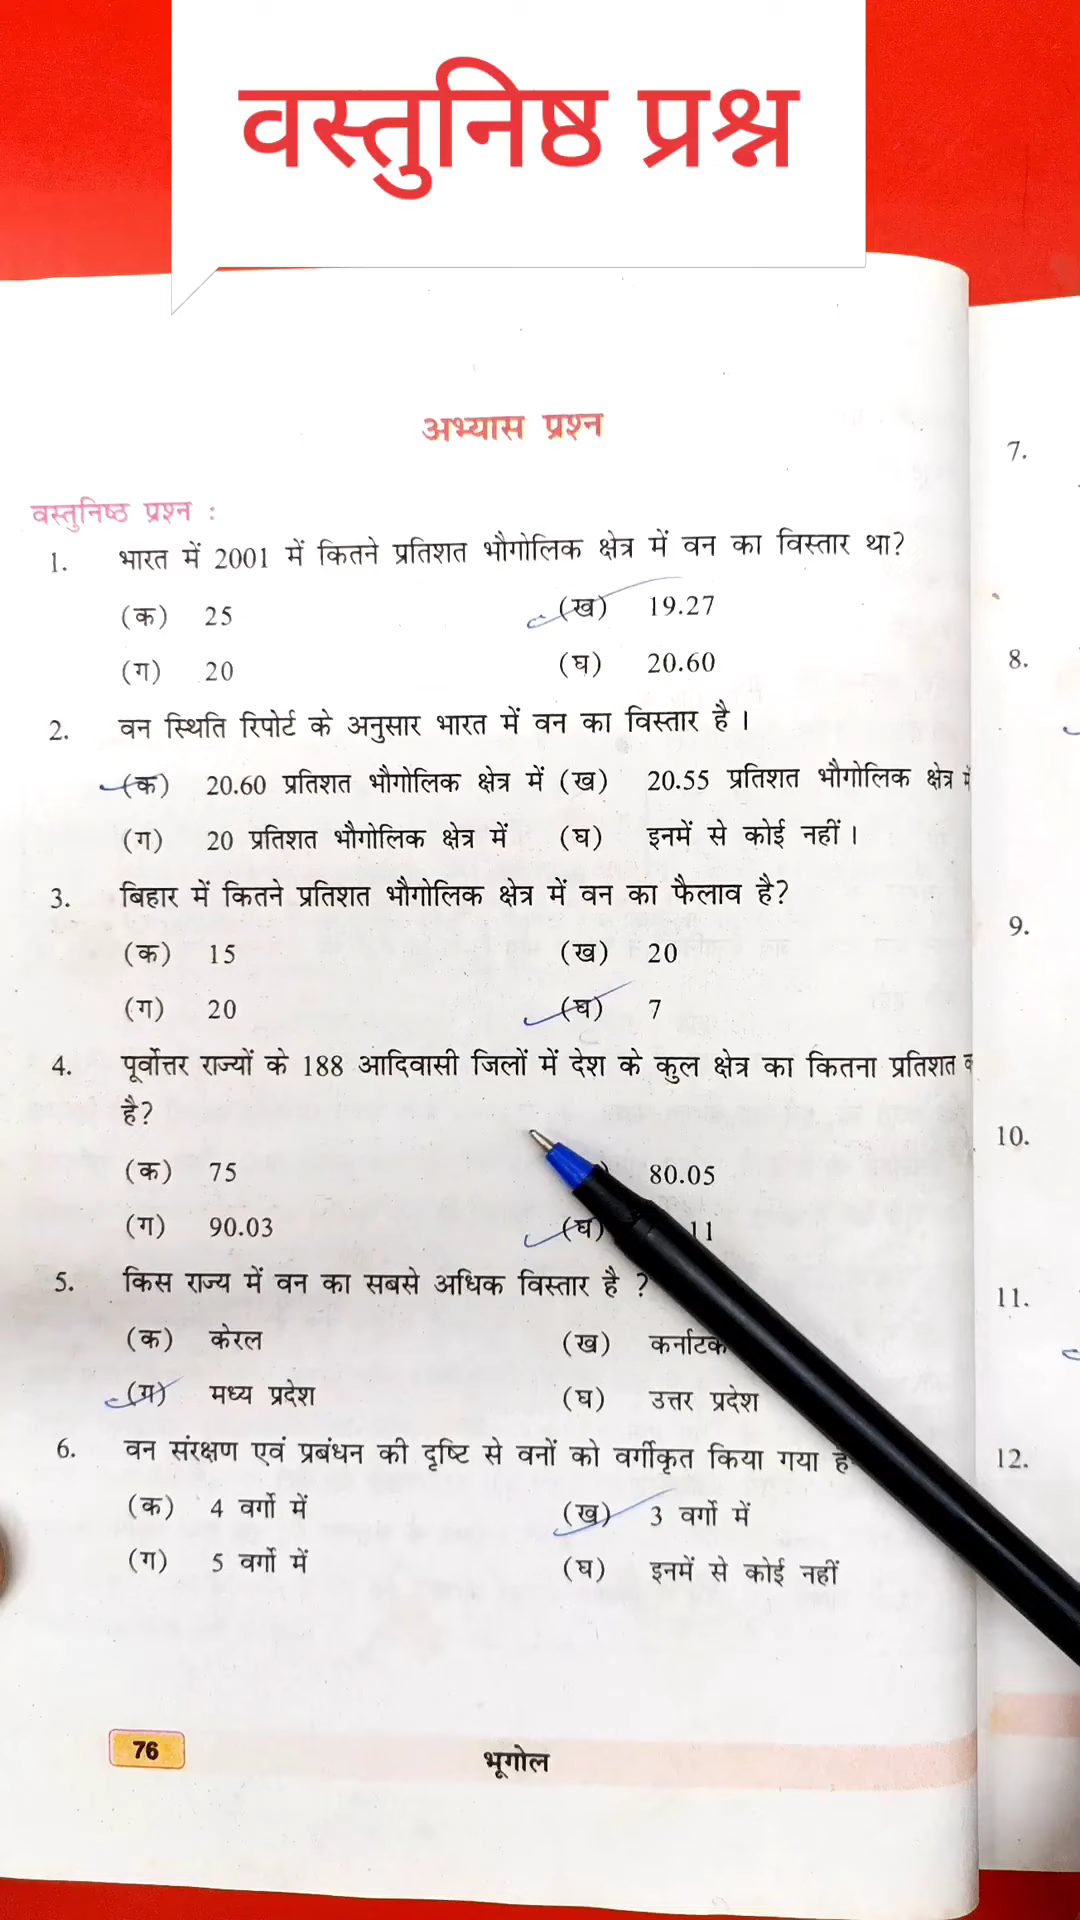 वस्तुनिष्ठ प्रश्न
अभ्यास प्रश्न
वस्तुनिष्ठ प्रश्न :
1. भारत में 2001 में कितने प्रतिशत भौगोलिक क्षेत्र में वन का विस्तार था?
(क) 25 (ख) 19.27
(ग) 20 (घ) 20.60
2. वन स्थिति रिपोर्ट के अनुसार भारत में वन का विस्तार है ।
(क) 20.60 प्रतिशत भौगोलिक क्षेत्र में (ख) 20.55 प्रतिशत भौगोलिक क्षेत्र में
(ग) 20 प्रतिशत भौगोलिक क्षेत्र में (घ) इनमें से कोई नहीं ।
3. बिहार में कितने प्रतिशत भौगोलिक क्षेत्र में वन का फैलाव है?
(क) 15 (ख) 20
(ग) 20 (घ) 7
4. पूर्वोत्तर राज्यों के 188 आदिवासी जिलों में देश के कुल क्षेत्र का कितना प्रतिशत
है?
(क) 75 80.05
(ग) 90.03 (घ) 11
5. किस राज्य में वन का सबसे अधिक विस्तार है ?
(क) केरल (ख) कर्नाटक
(ग) मध्य प्रदेश (घ) उत्तर प्रदेश
6. वन संरक्षण एवं प्रबंधन की दृष्टि से वनों को वर्गीकृत किया गया है
(क) 4 वर्गो में (ख) 3 वर्गो में
(ग) 5 वर्गो में (घ) इनमें से कोई नहीं
76
भूगोल
7.
8.
9.
10.
11.
12.